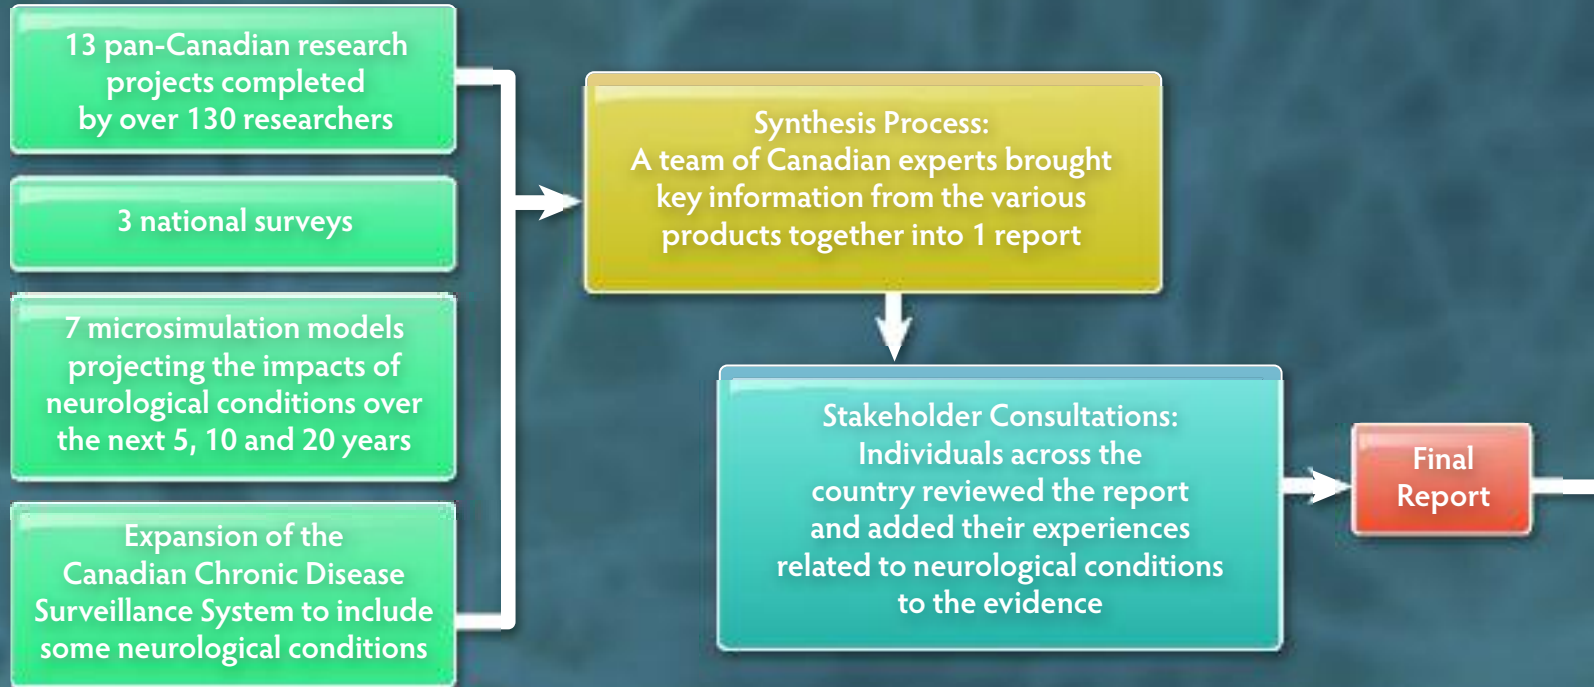 13 pan-Canadian research
projects completed
by over 130 researchers
3 national surveys
7 microsimulation models
projecting the impacts of
neurological conditions over
the next 5, 10 and 20 years
Expansion of the
Canadian Chronic Disease
Surveillance System to include
some neurological conditions
Synthesis Process:
A team of Canadian experts brought
key information from the various
products together into 1 report
Stakeholder Consultations:
Individuals across the
country reviewed the report
and added their experiences
related to neurological conditions
to the evidence
Final
Report